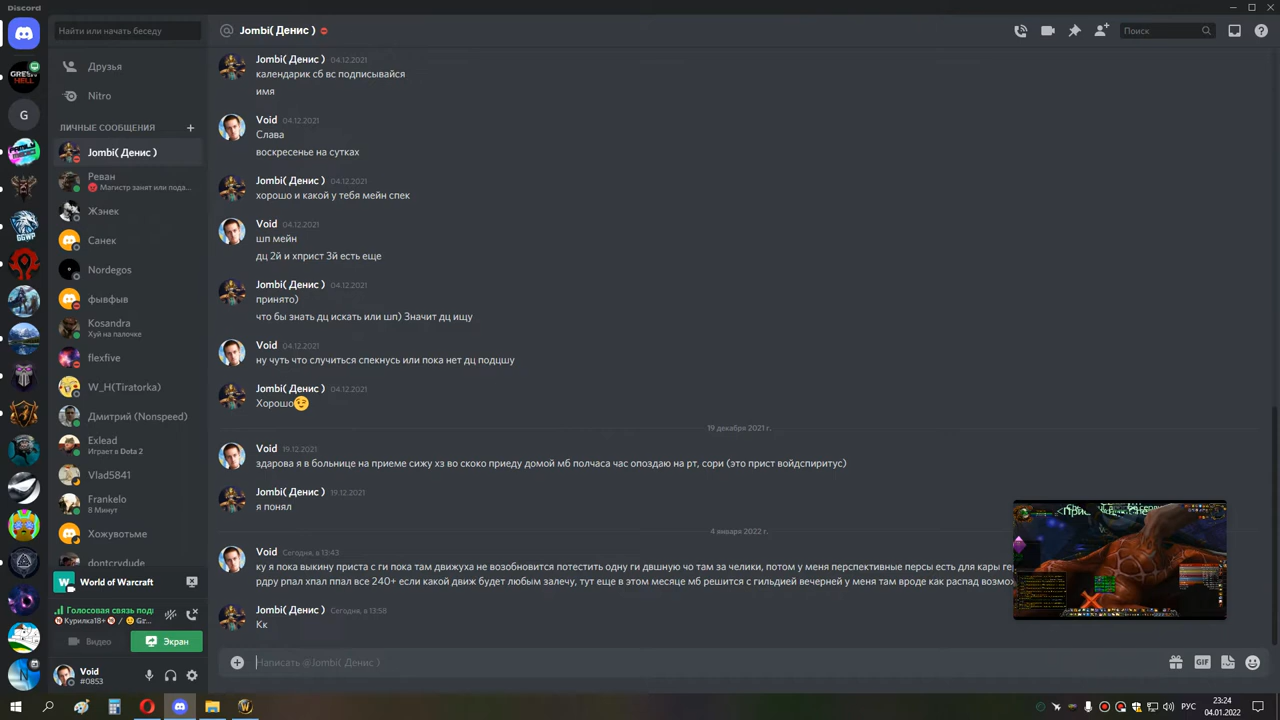 Discord
Найти или начать беседу
@ Jombi( Денис )
Поиск
Друзья
Nitro
ЛИЧНЫЕ СООБЩЕНИЯ +
Jombi( Денис )
Реван
Магистр занят или пода...
Жэнек
Санек
Nordegos
фывфыв
Kosandra
Хуй на палочке
flexfive
W_H(Tiratorka)
Дмитрий (Nonspeed)
Exlead
Играет в Dota 2
Vlad5841
Frankelo
8 Минут
Хожувотьме
dontcrydude
World of Warcraft
Голосовая связь под
Курилка18+ / Gr...
Видео
Экран
Void
#0853
GREEN HELL
G
GGWP
Jombi( Денис ) 04.12.2021
календарик сб вс подписывайся
имя
Void 04.12.2021
Слава
воскресенье на сутках
Jombi( Денис ) 04.12.2021
хорошо и какой у тебя мейн спек
Void 04.12.2021
шп мейн
дц 2й и хприст 3й есть еще
Jombi( Денис ) 04.12.2021
принято)
что бы знать дц искать или шп) Значит дц ищу
Void 04.12.2021
ну чуть что случиться спекнусь или пока нет дц подцшу
Jombi( Денис ) 04.12.2021
Хорошо
19 декабря 2021 г.
Void 19.12.2021
здарова я в больнице на приеме сижу хз во скоко приеду домой мб полчаса час опоздаю на рт, сори (это прист войдспиритус)
Jombi( Денис ) 19.12.2021
я понял
4 января 2022 г.
Void Сегодня, в 13:43
ку я пока выкину приста с ги пока там движуха не возобновится потестить одну ги двшную чо там за челики, потом у меня перспективные персы есть для кары ге
рдру рпал хпал ппал все 240+ если какой движ будет любым залечу, тут еще в этом месяце мб решится с гильдией вечерней у меня там вроде как распад возмож
Jombi( Денис ) Сегодня, в 13:58
Кк
Написать @Jombi( Денис )
GIF
РУС
23:24
04.01.2022